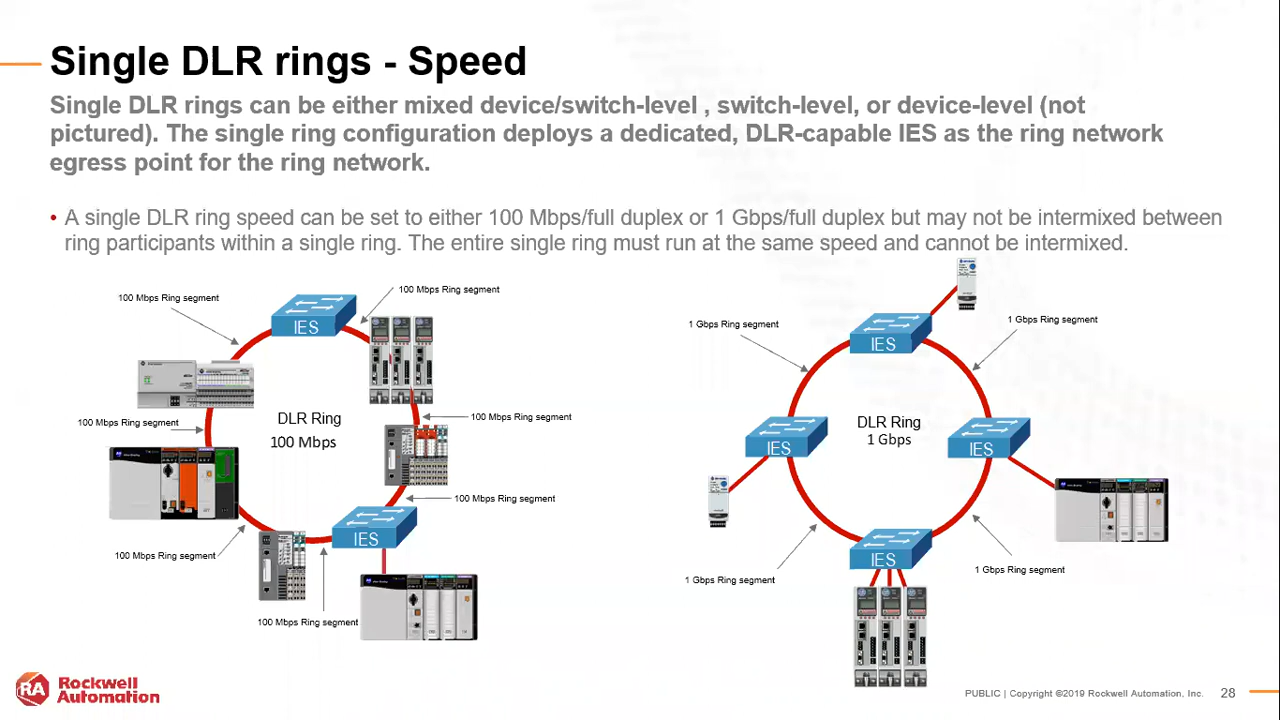 Single DLR rings - Speed
Single DLR rings can be either mixed device/switch-level , switch-level, or device-level (not
pictured). The single ring configuration deploys a dedicated, DLR-capable IES as the ring network
egress point for the ring network.
• A single DLR ring speed can be set to either 100 Mbps/full duplex or 1 Gbps/full duplex but may not be intermixed between
ring participants within a single ring. The entire single ring must run at the same speed and cannot be intermixed.
100 Mbps Ring segment
100 Mbps Ring segment
IES
100 Mbps Ring segment
DLR Ring
100 Mbps
100 Mbps Ring segment
100 Mbps Ring segment
IES
100 Mbps Ring segment
100 Mbps Ring segment
1 Gbps Ring segment
1 Gbps Ring segment
IES
DLR Ring
1 Gbps
IES
IES
IES
1 Gbps Ring segment
1 Gbps Ring segment
RA
Rockwell
Automation
PUBLIC | Copyright ©2019 Rockwell Automation, Inc.
28